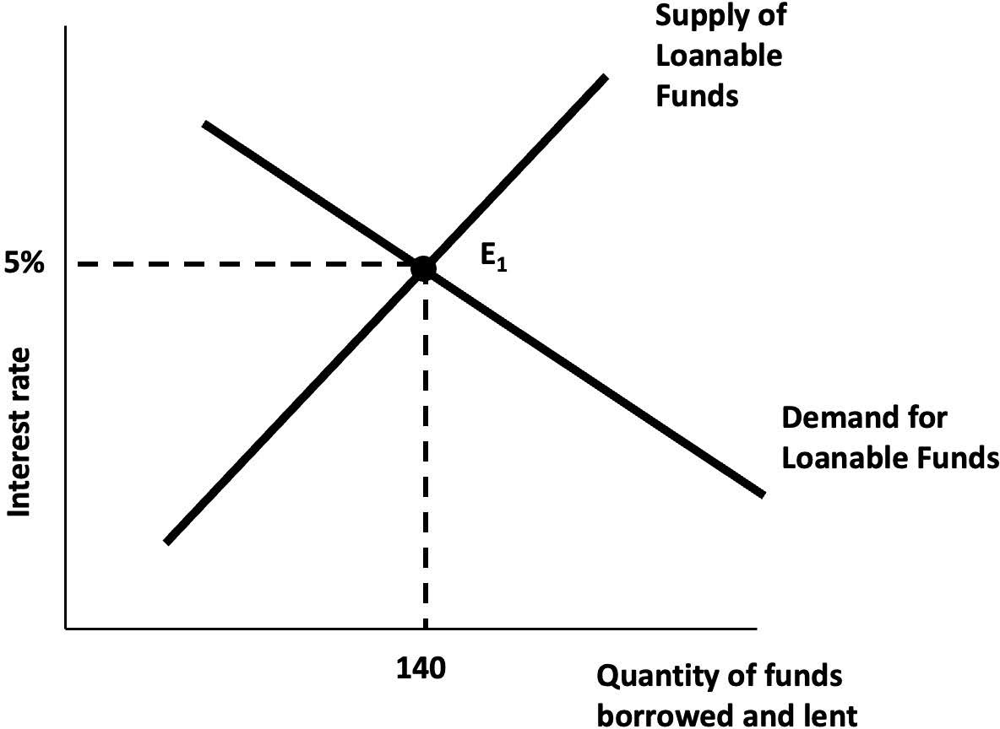 Supply of
Loanable
Funds
5%
E₁
Interest rate
Demand for
Loanable Funds
140
Quantity of funds
borrowed and lent